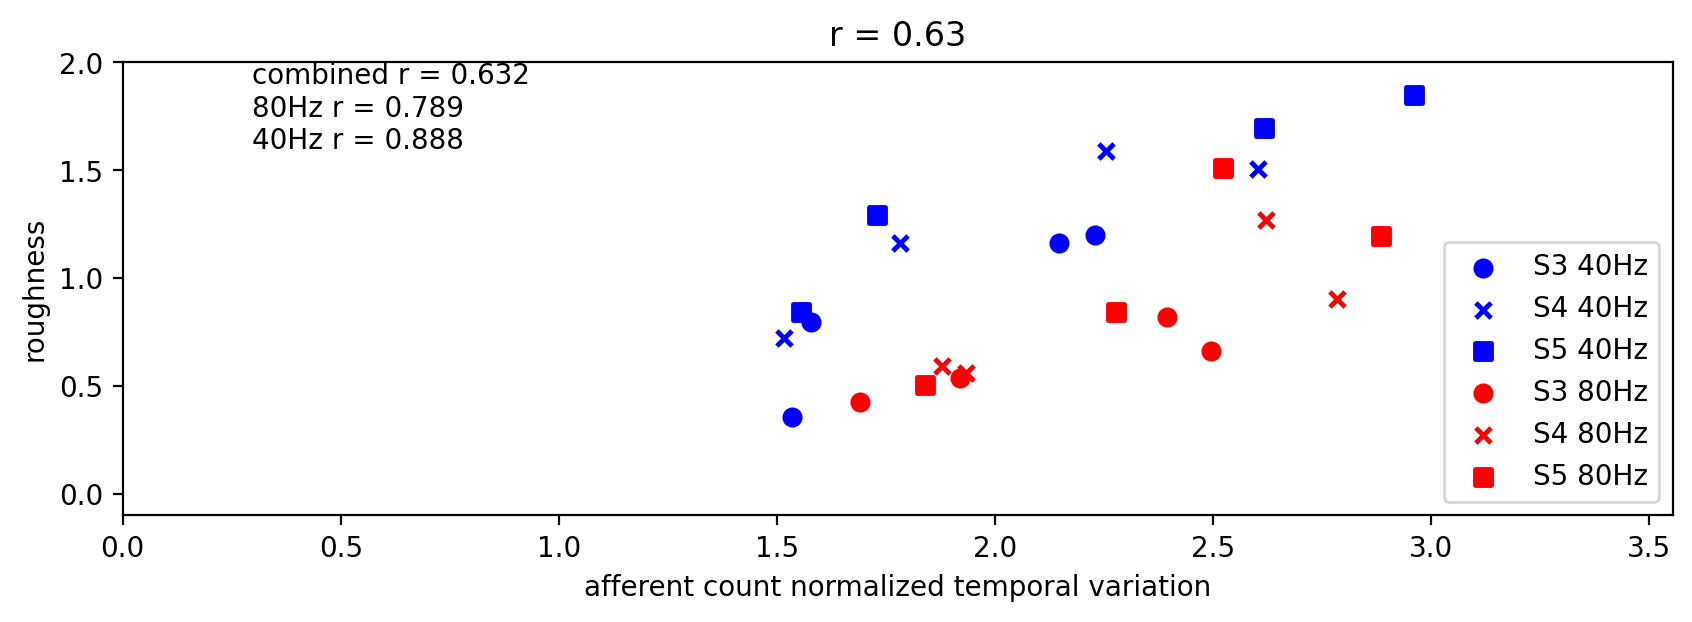 r = 0.63
combined r = 0.632
80Hz r = 0.789
40Hz r = 0.888
2.0
1.5
1.0
0.5
0.0
roughness
S3 40Hz
S4 40Hz
S5 40Hz
S3 80Hz
S4 80Hz
S5 80Hz
0.0 0.5 1.0 1.5 2.0 2.5 3.0 3.5
afferent count normalized temporal variation